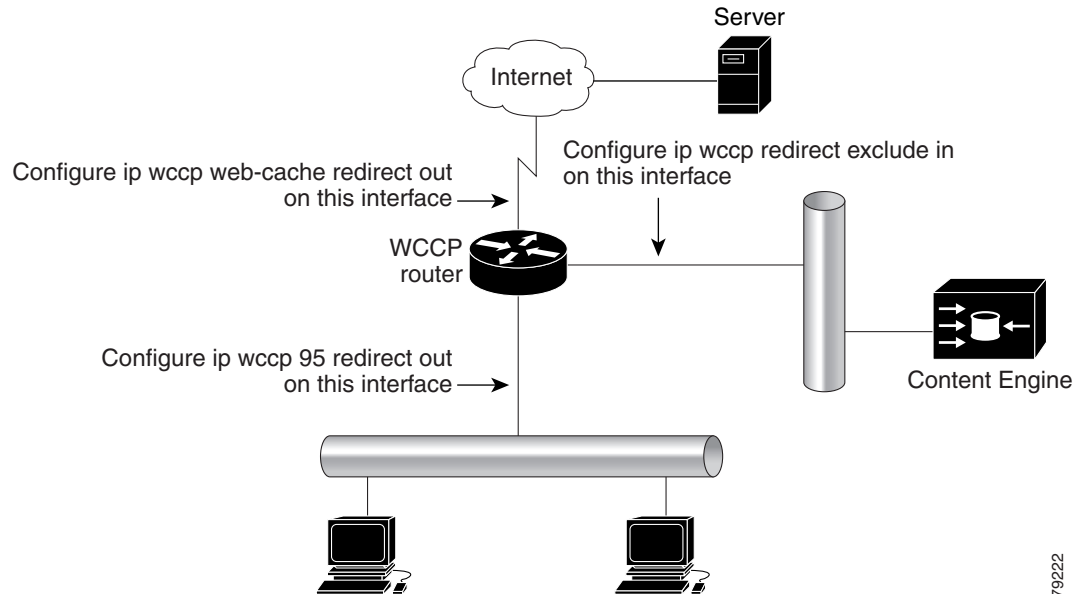 Server
Internet
Configure ip wccp web-cache redirect out
on this interface
Configure ip wccp redirect exclude in
on this interface
WCCP
router
Configure ip wccp 95 redirect out
on this interface
Content Engine
79222